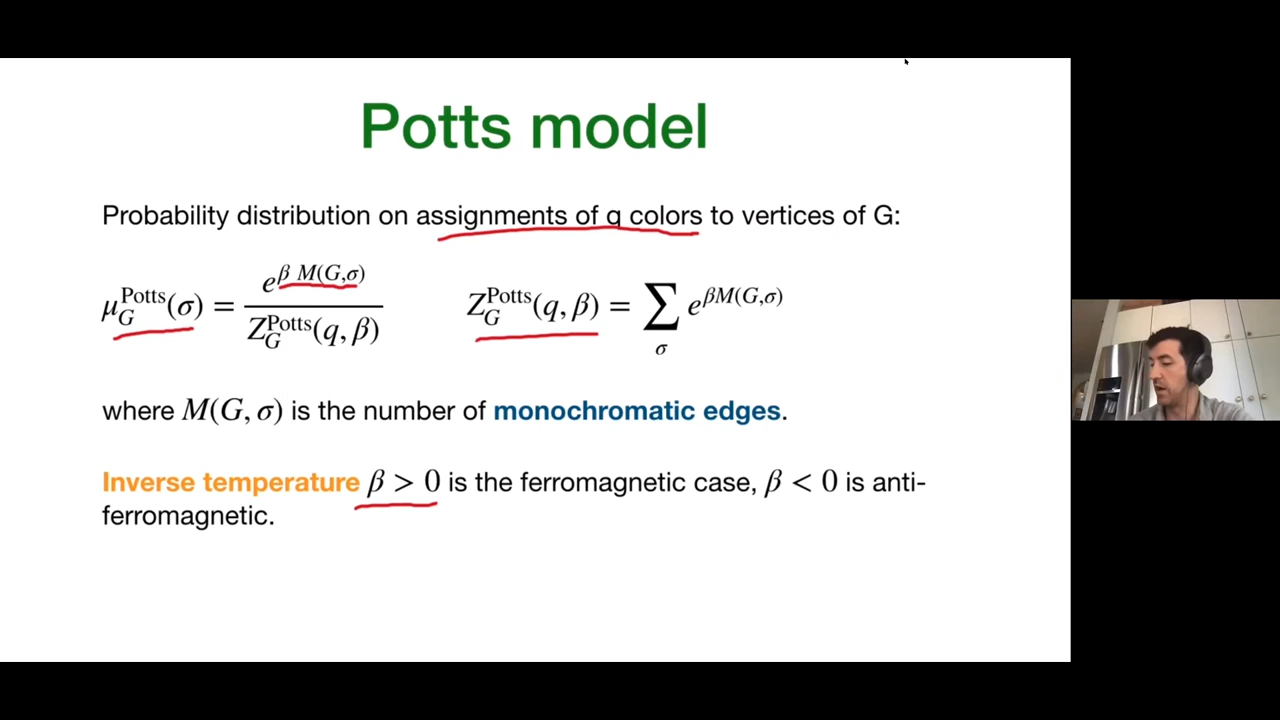 Potts model
Probability distribution on assignments of q colors to vertices of G:
μ_G^Potts(σ) = e^{β M(G,σ)} / Z_G^Potts(q, β)    Z_G^Potts(q, β) = ∑_σ e^{βM(G,σ)}
where M(G, σ) is the number of monochromatic edges.
Inverse temperature β > 0 is the ferromagnetic case, β < 0 is anti-
ferromagnetic.